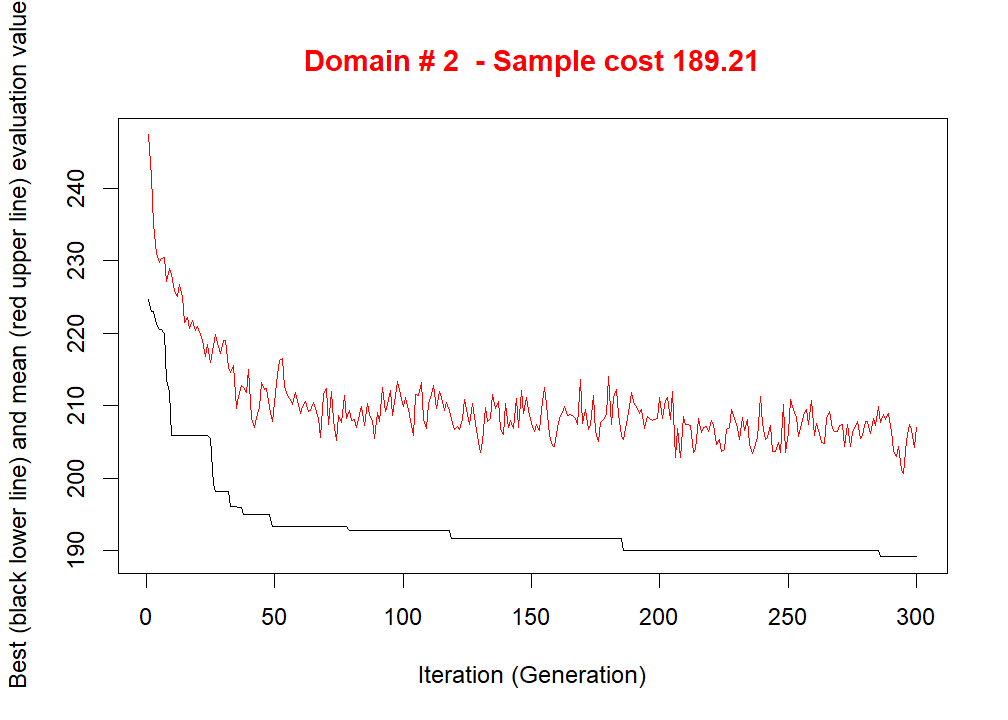 Domain # 2  - Sample cost 189.21
Best (black lower line) and mean (red upper line) evaluation value
240
230
220
210
200
190
0 50 100 150 200 250 300
Iteration (Generation)